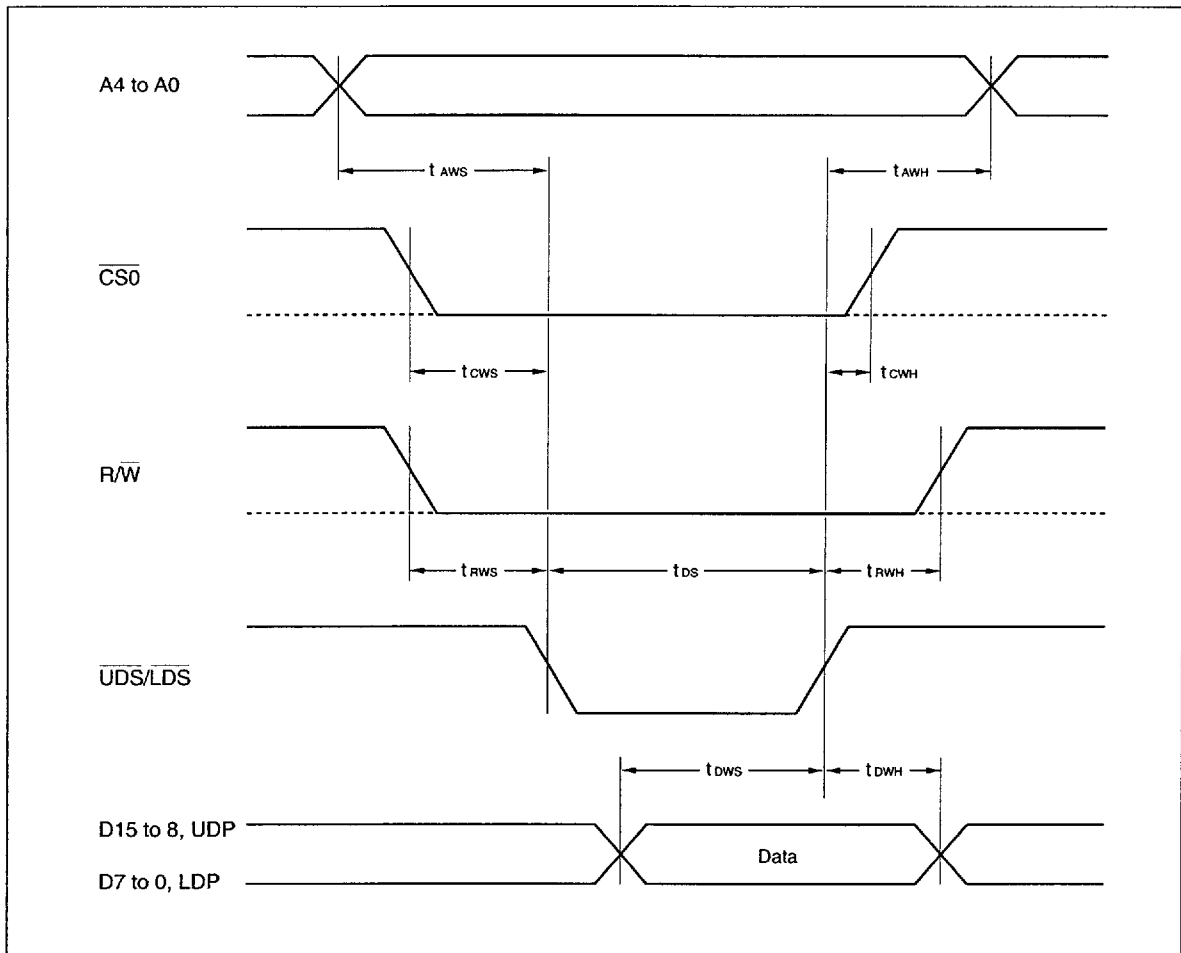 A4 to A0
t AWS
t AWH
CS0
t CWS
t CWH
R/W
t RWS
t DS
t RWH
UDS/LDS
t DWS
t DWH
D15 to 8, UDP
Data
D7 to 0, LDP